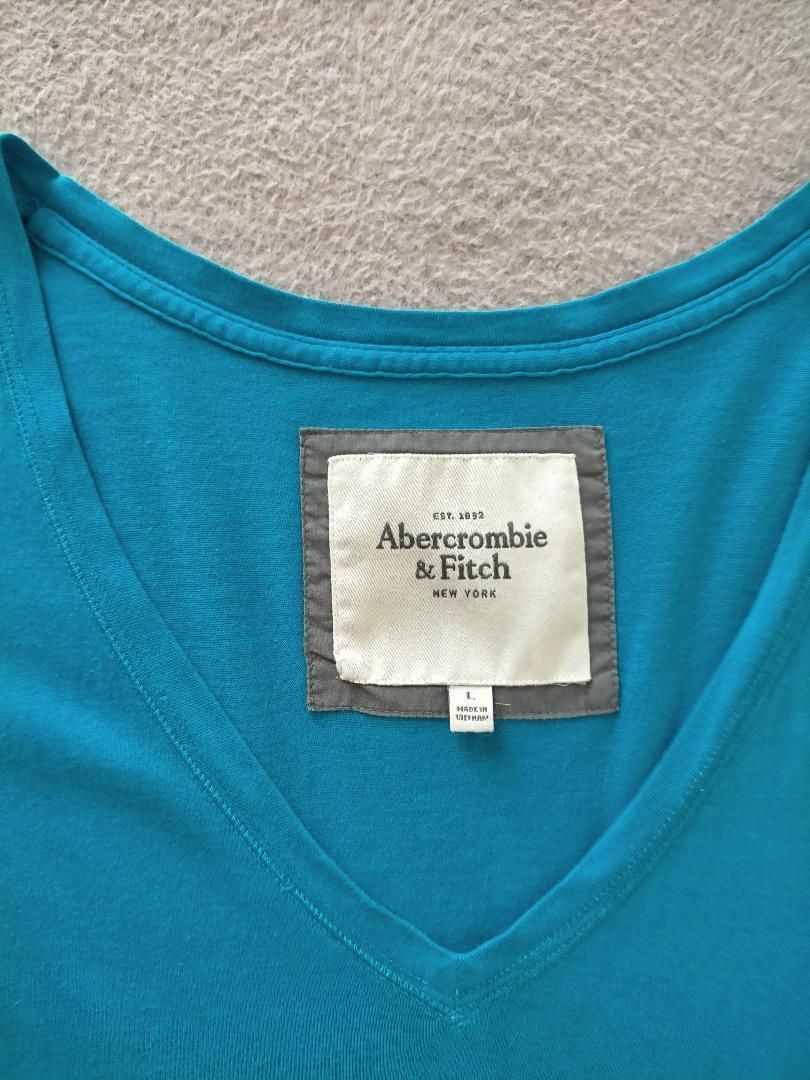 EST. 1892
Abercrombie
& Fitch
NEW YORK
L
MADE IN
VIETNAM